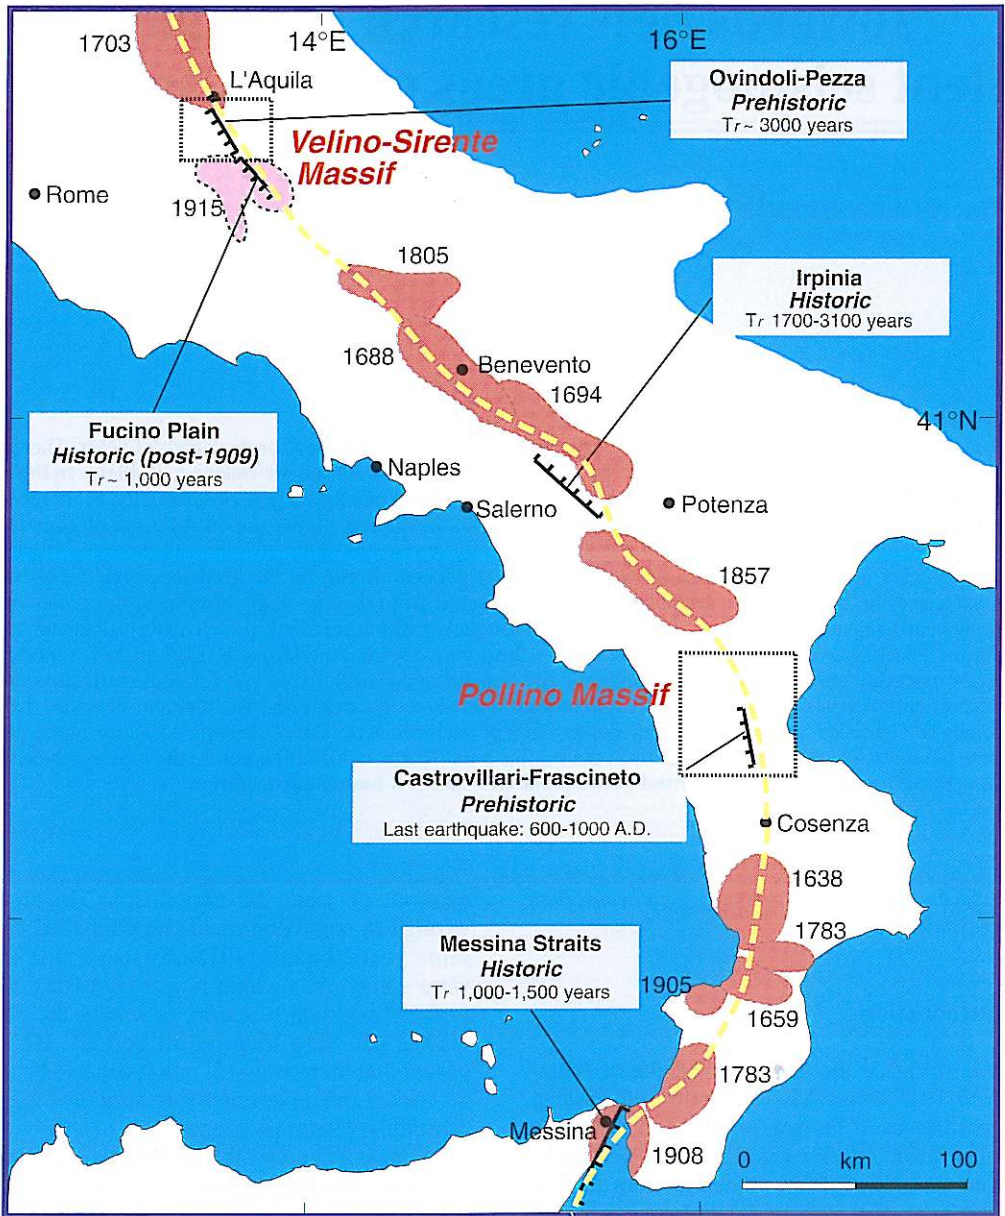 14°E
16°E
1703
L'Aquila
Ovindoli-Pezza
Prehistoric
Tr ~ 3000 years
Velino-Sirente
Massif
Rome
1915
1805
Irpinia
Historic
Tr 1700-3100 years
1688
Benevento
1694
41°N
Fucino Plain
Historic (post-1909)
Tr ~ 1,000 years
Naples
Salerno
Potenza
1857
Pollino Massif
Castrovillari-Frascineto
Prehistoric
Last earthquake: 600-1000 A.D.
Cosenza
1638
1783
Messina Straits
Historic
Tr 1,000-1,500 years
1905
1659
1783
Messina
1908
0 km 100